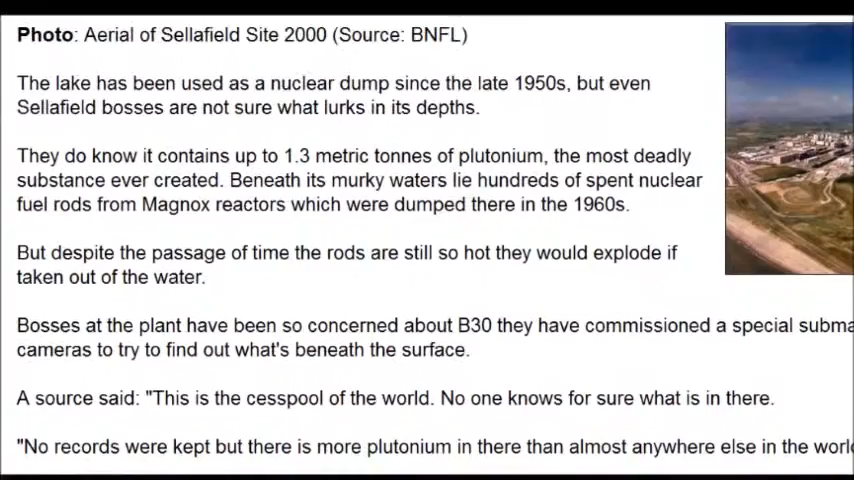 Photo: Aerial of Sellafield Site 2000 (Source: BNFL)
The lake has been used as a nuclear dump since the late 1950s, but even
Sellafield bosses are not sure what lurks in its depths.
They do know it contains up to 1.3 metric tonnes of plutonium, the most deadly
substance ever created. Beneath its murky waters lie hundreds of spent nuclear
fuel rods from Magnox reactors which were dumped there in the 1960s.
But despite the passage of time the rods are still so hot they would explode if
taken out of the water.
Bosses at the plant have been so concerned about B30 they have commissioned a special
cameras to try to find out what's beneath the surface.
A source said: "This is the cesspool of the world. No one knows for sure what is in there.
"No records were kept but there is more plutonium in there than almost anywhere else in the